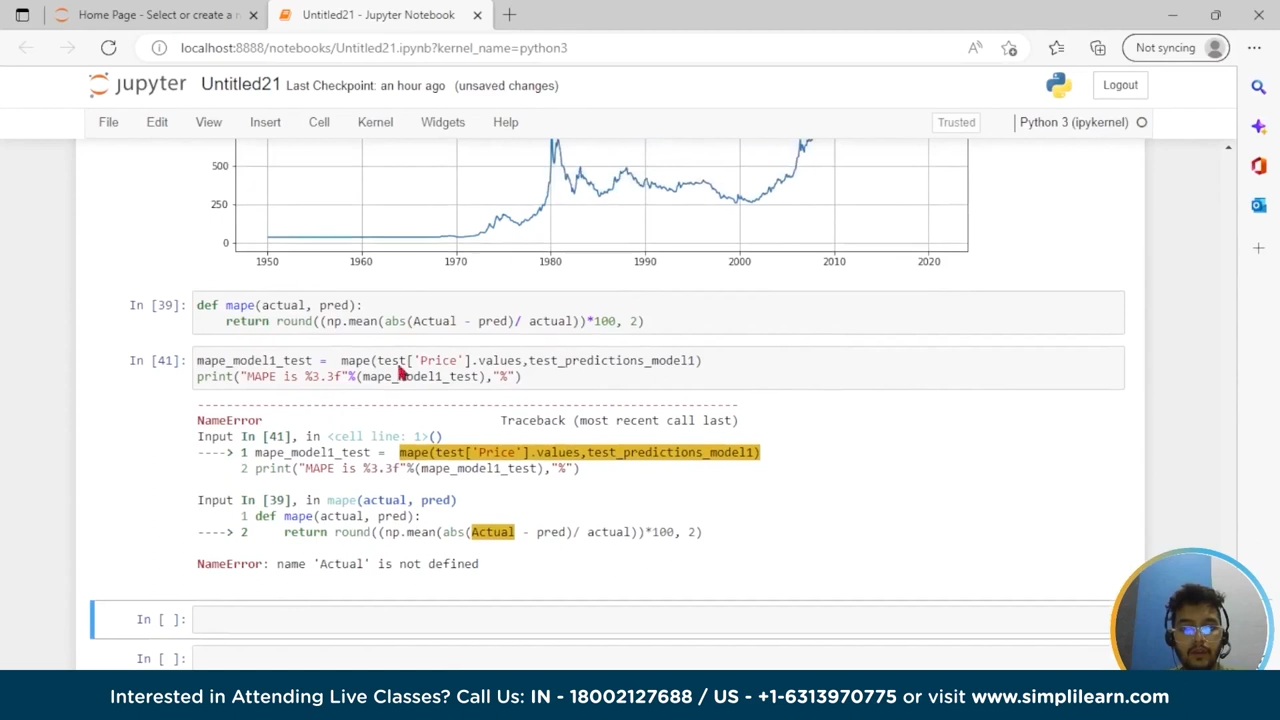 Home Page - Select or create a n
Untitled21 - Jupyter Notebook
localhost:8888/notebooks/Untitled21.ipynb?kernel_name=python3
Not syncing
jupyter Untitled21 Last Checkpoint: an hour ago (unsaved changes)
Logout
File Edit View Insert Cell Kernel Widgets Help
Trusted
Python 3 (ipykernel)
500
250
0
1950 1960 1970 1980 1990 2000 2010 2020
In [39]: def mape(actual, pred):
return round((np.mean(abs(Actual - pred)/ actual))*100, 2)
In [41]: mape_model1_test = mape(test['Price'].values,test_predictions_model1)
print("MAPE is %3.3f"%(mape_model1_test),"%")
---------------------------------------------------------------------------
NameError Traceback (most recent call last)
Input In [41], in <cell line: 1>()
----> 1 mape_model1_test = mape(test['Price'].values,test_predictions_model1)
2 print("MAPE is %3.3f"%(mape_model1_test),"%")
Input In [39], in mape(actual, pred)
1 def mape(actual, pred):
----> 2 return round((np.mean(abs(Actual - pred)/ actual))*100, 2)
NameError: name 'Actual' is not defined
In [ ]:
In [ ]:
Interested in Attending Live Classes? Call Us: IN - 18002127688 / US - +1-6313970775 or visit www.simplilearn.com